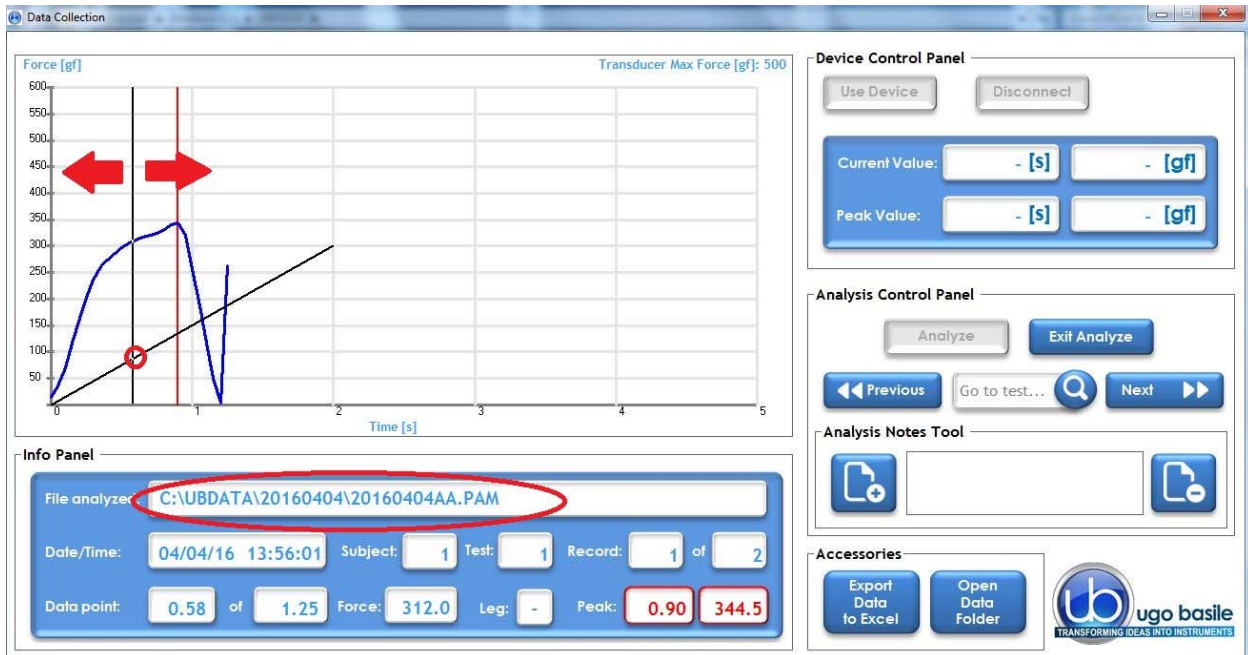 Data Collection
Force [gf]
Transducer Max Force [gf]: 500
600
550
500
450
400
350
300
250
200
150
100
50
0 1 2 3 4 5
Time [s]
Info Panel
File analyzed: C:\UBDATA\20160404\20160404AA.PAM
Date/Time: 04/04/16 13:56:01 Subject: 1 Test: 1 Record: 1 of 2
Data point: 0.58 of 1.25 Force: 312.0 Leg: - Peak: 0.90 344.5
Device Control Panel
Use Device Disconnect
Current Value: - [s] - [gf]
Peak Value: - [s] - [gf]
Analysis Control Panel
Analyze Exit Analyze
Previous Go to test... Next
Analysis Notes Tool
Accessories
Export
Data
to Excel
Open
Data
Folder
ub ugo basile
TRANSFORMING IDEAS INTO INSTRUMENTS